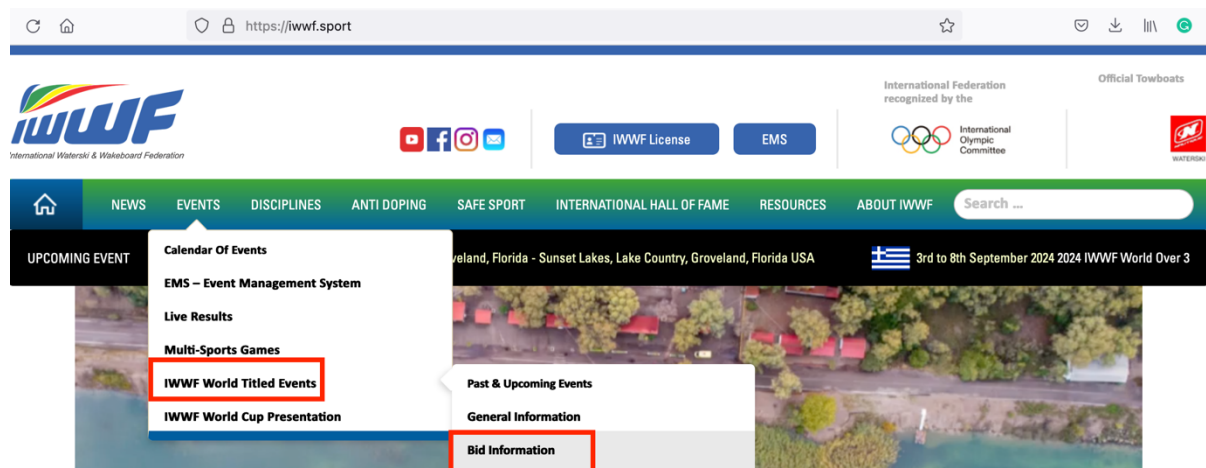 https://iwwf.sport
International Federation
recognized by the
Official Towboats
IWWF
International Waterski & Wakeboard Federation
IWWF License
EMS
International
Olympic
Committee
WATERSKI
NEWS EVENTS DISCIPLINES ANTI DOPING SAFE SPORT INTERNATIONAL HALL OF FAME RESOURCES ABOUT IWWF Search ...
UPCOMING EVENT
veland, Florida - Sunset Lakes, Lake Country, Groveland, Florida USA
3rd to 8th September 2024 2024 IWWF World Over 3
Calendar Of Events
EMS – Event Management System
Live Results
Multi-Sports Games
IWWF World Titled Events
IWWF World Cup Presentation
Past & Upcoming Events
General Information
Bid Information